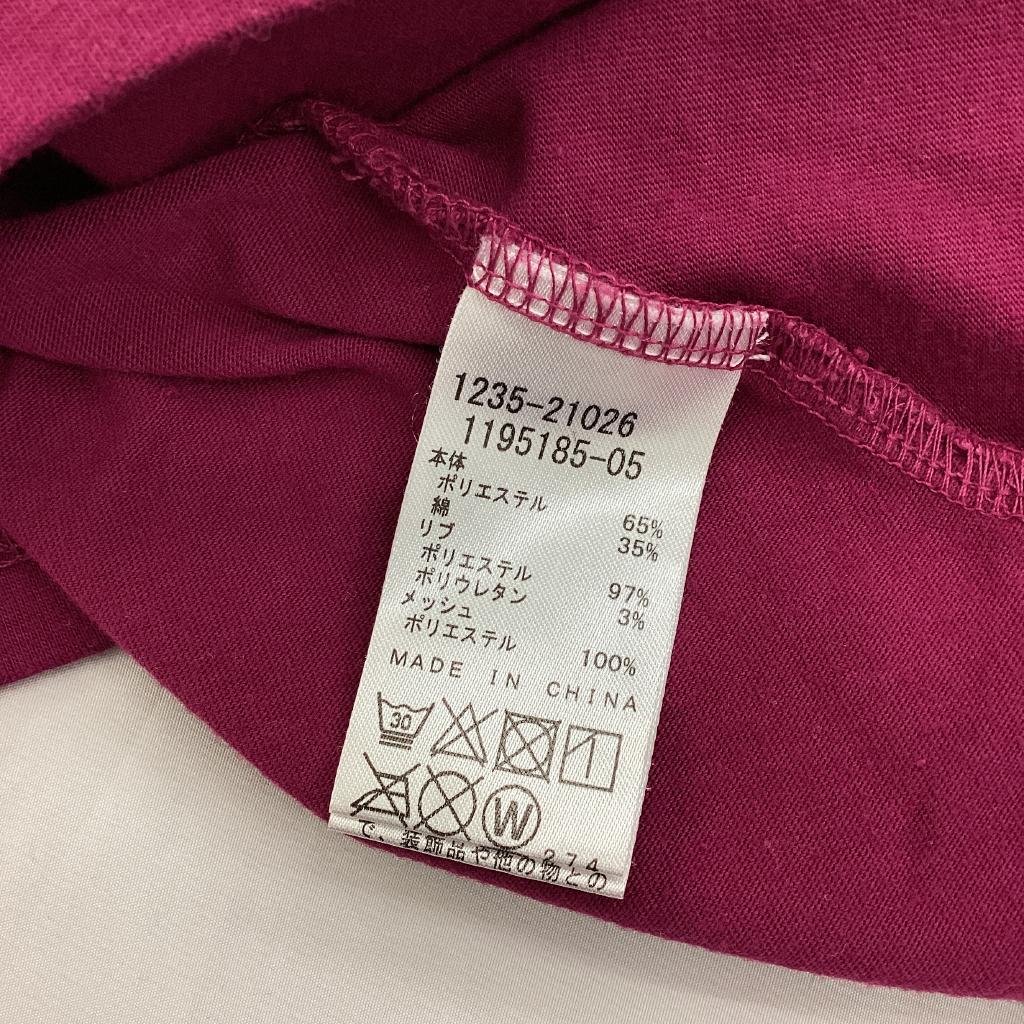 1235-21026
1195185-05
本体
ポリエステル 65%
綿 35%
リブ
ポリエステル 97%
ポリウレタン 3%
メッシュ
ポリエステル 100%
MADE IN CHINA
30
W
274
で、装飾品や他の物との